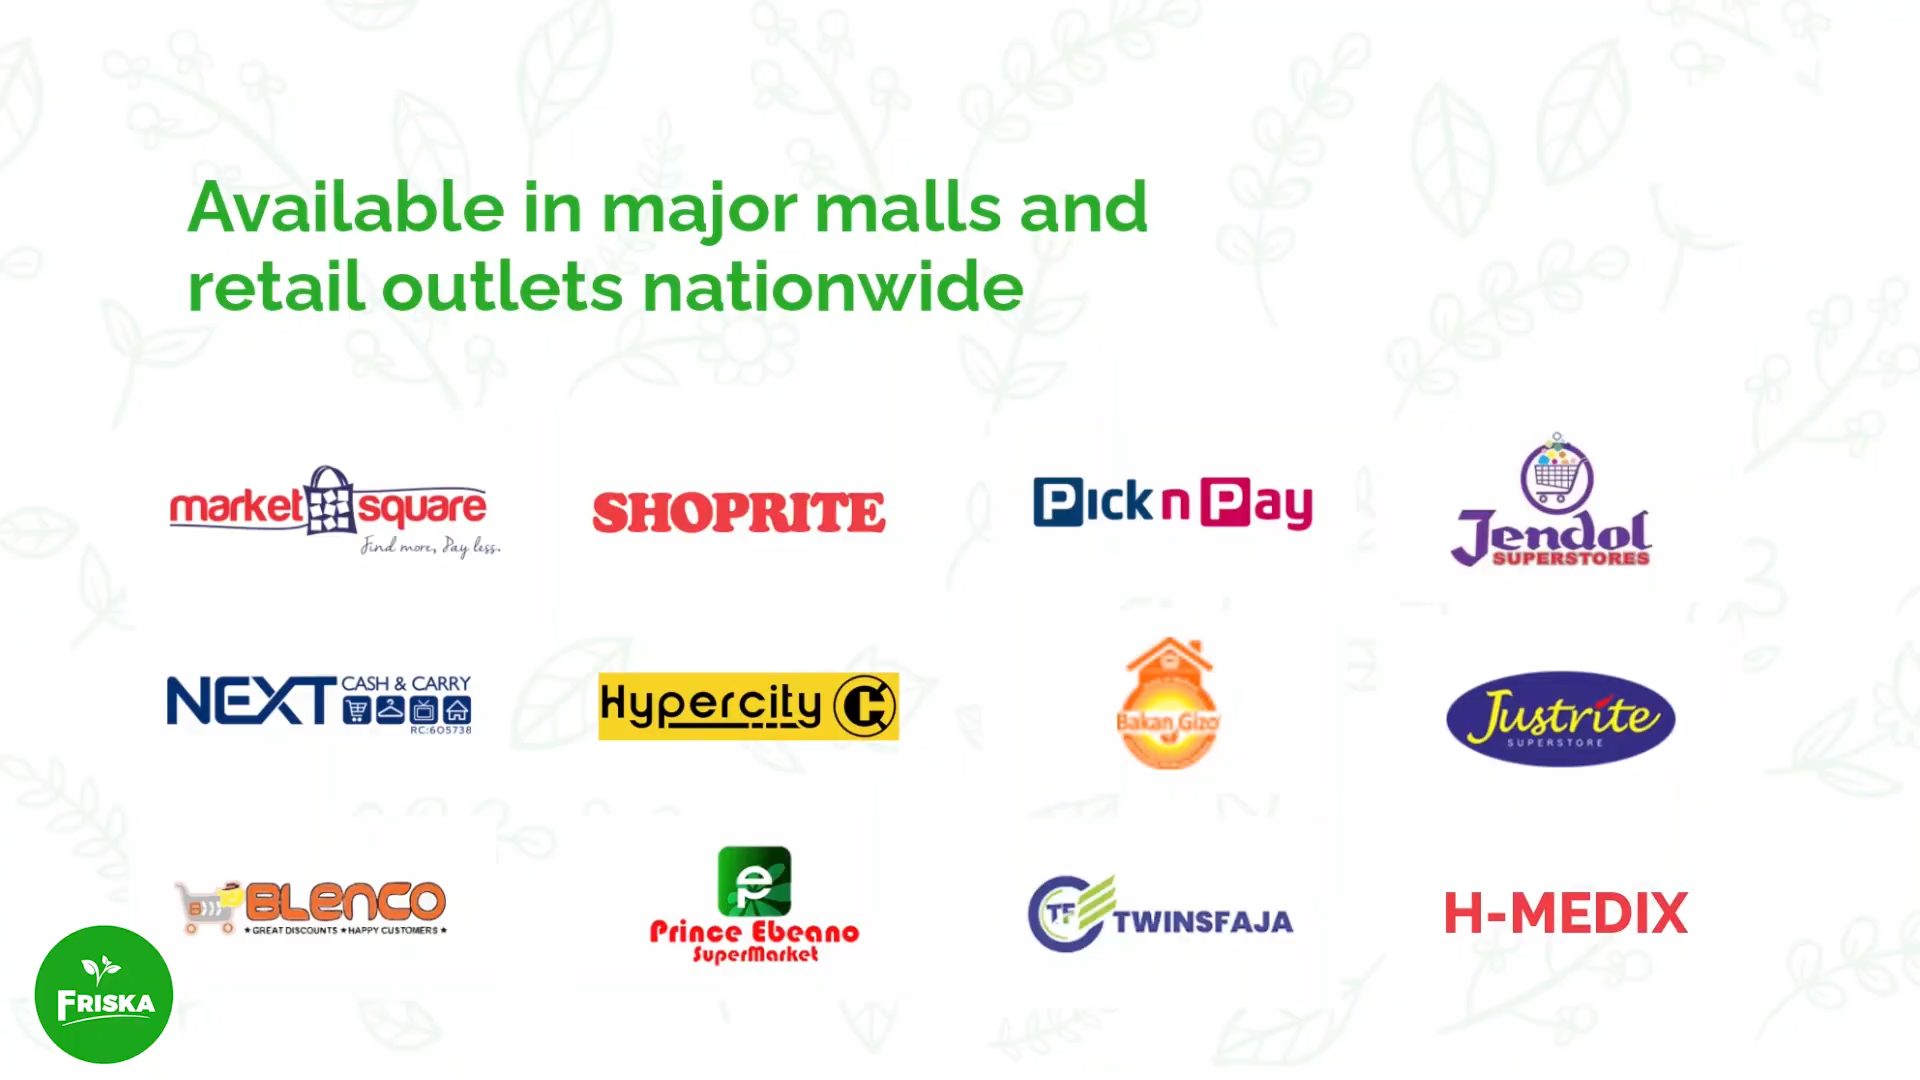 Available in major malls and
retail outlets nationwide
market square
Find more, Pay less.
SHOPRITE
Pick n Pay
Jendol
SUPERSTORES
NEXT CASH & CARRY
RC:605738
Hypercity C
Bakan Gizo
Justrite
SUPERSTORE
BLENCO
★GREAT DISCOUNTS ★HAPPY CUSTOMERS★
ep
Prince Ebeano
SuperMarket
TF TWINSFAJA
H-MEDIX
FRISKA